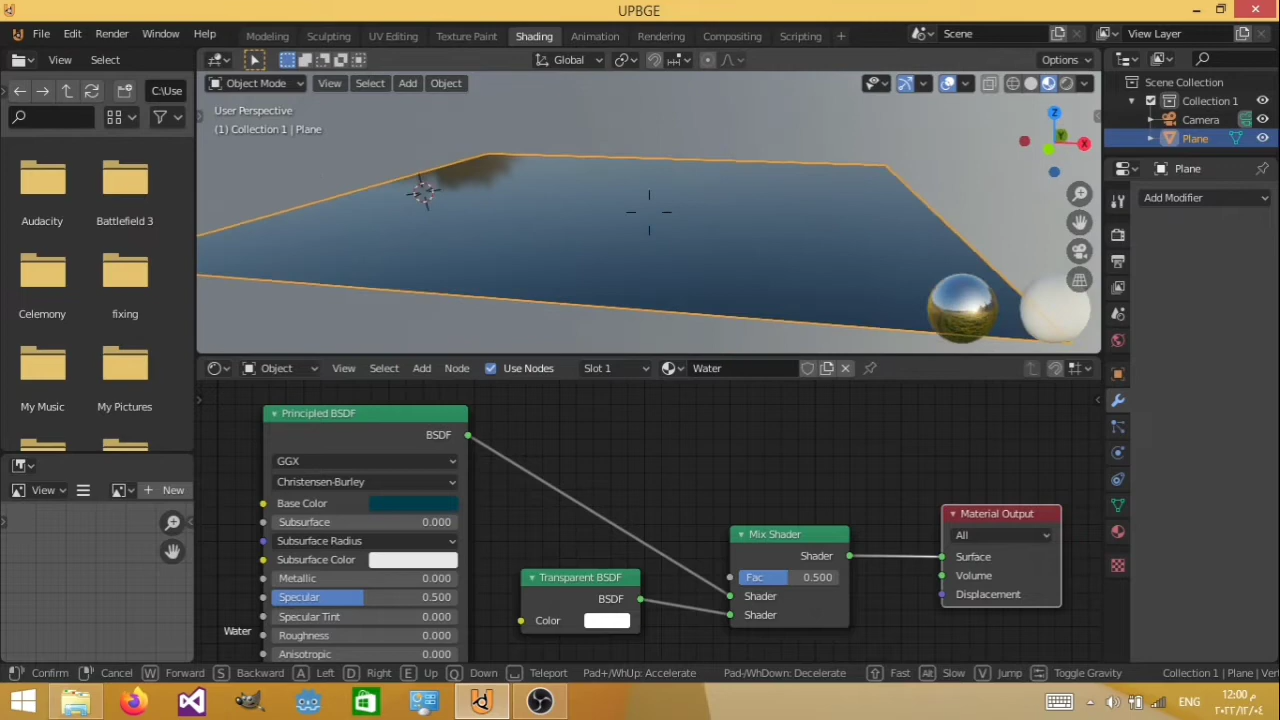 UPBGE
File Edit Render Window Help Modeling Sculpting UV Editing Texture Paint Shading Animation Rendering Compositing Scripting Scene View Layer
View Select Global Options
Object Mode View Select Add Object
C:\Use
User Perspective
(1) Collection 1 | Plane
Z
Y
X
Scene Collection
Collection 1
Camera
Plane
Plane
Add Modifier
Audacity Battlefield 3
Celemony fixing
My Music My Pictures
View New
Object View Select Add Node Use Nodes Slot 1 Water
Principled BSDF
BSDF
GGX
Christensen-Burley
Base Color
Subsurface 0.000
Subsurface Radius
Subsurface Color
Metallic 0.000
Specular 0.500
Specular Tint 0.000
Roughness 0.000
Anisotropic 0.000
Water
Transparent BSDF
BSDF
Color
Mix Shader
Shader
Fac 0.500
Shader
Shader
Material Output
All
Surface
Volume
Displacement
Confirm Cancel W Forward S Backward A Left D Right E Up Q Down Teleport Pad+/WhUp: Accelerate Pad-/WhDown: Decelerate Fast Alt Slow V Jump Toggle Gravity Collection 1 | Plane | Ver
ENG
12:00 م
٢٠٢٢/١٢/٠٤